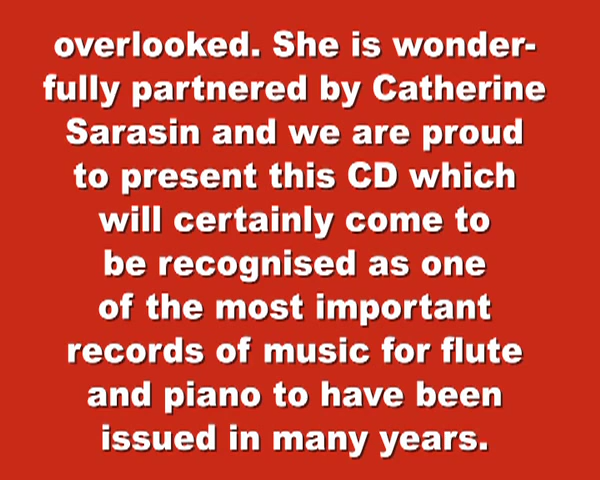 overlooked. She is wonder-
fully partnered by Catherine
Sarasin and we are proud
to present this CD which
will certainly come to
be recognised as one
of the most important
records of music for flute
and piano to have been
issued in many years.